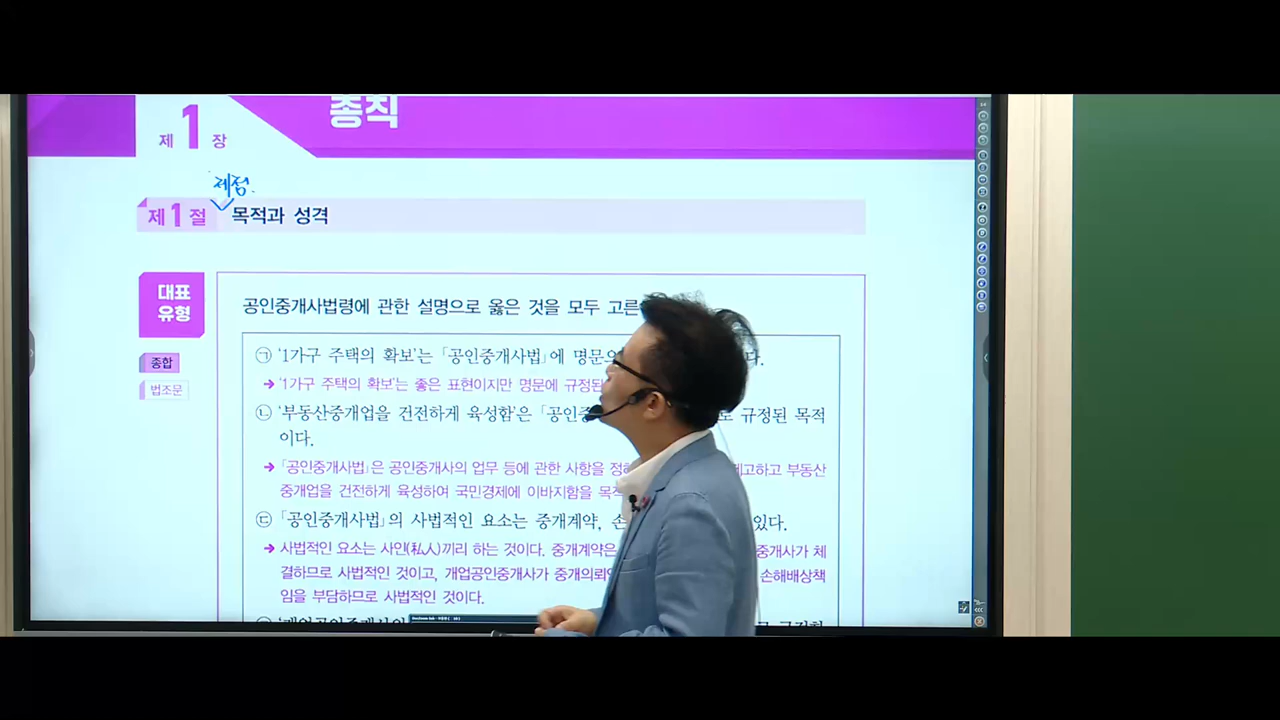 제 1 장
총칙
제점.
제 1 절 목적과 성격
대표
유형
종합
법조문
공인중개사법령에 관한 설명으로 옳은 것을 모두 고른
㉠ '1가구 주택의 확보'는 「공인중개사법」에 명문으 다.
➔ '1가구 주택의 확보'는 좋은 표현이지만 명문에 규정된
㉡ '부동산중개업을 건전하게 육성함'은 「공인중 로 규정된 목적
이다.
➔ 「공인중개사법」은 공인중개사의 업무 등에 관한 사항을 정하 제고하고 부동산
중개업을 건전하게 육성하여 국민경제에 이바지함을 목적
㉢ 「공인중개사법」의 사법적인 요소는 중개계약, 손 있다.
➔ 사법적인 요소는 사인(私人)끼리 하는 것이다. 중개계약은 중개사가 체
결하므로 사법적인 것이고, 개업공인중개사가 중개의뢰 손해배상책
임을 부담하므로 사법적인 것이다.